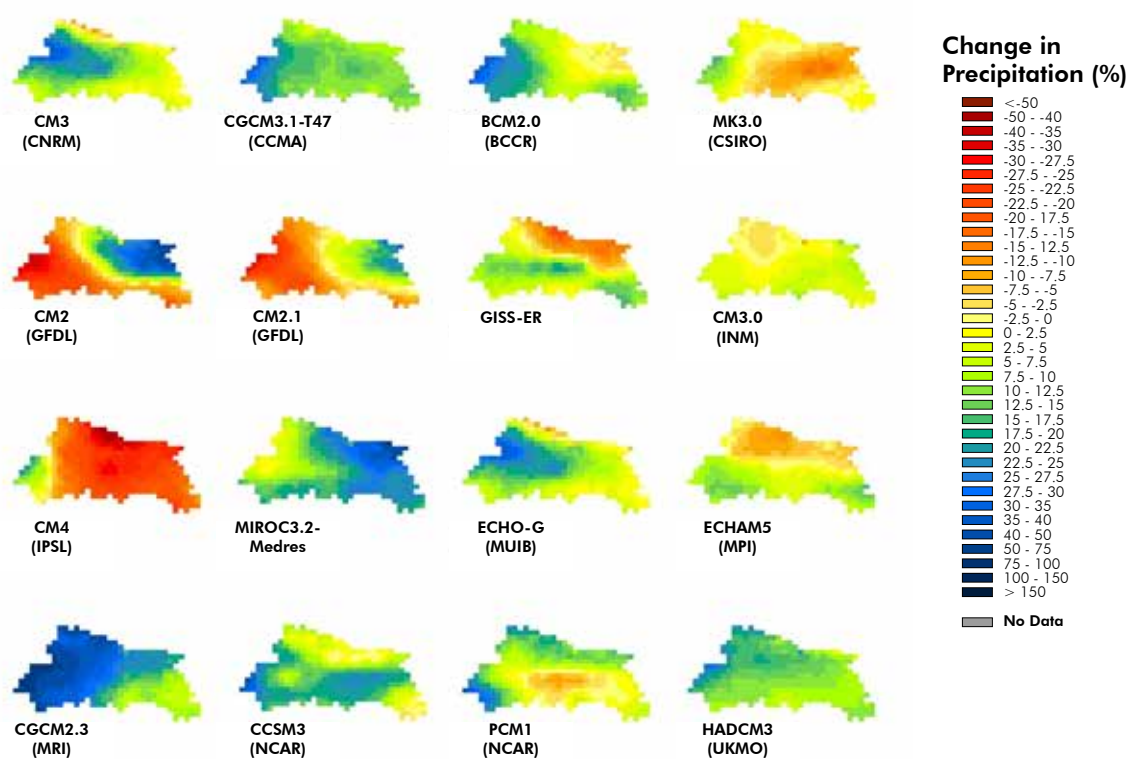 CM3
(CNRM)
CGCM3.1-T47
(CCMA)
BCM2.0
(BCCR)
MK3.0
(CSIRO)
CM2
(GFDL)
CM2.1
(GFDL)
GISS-ER
CM3.0
(INM)
CM4
(IPSL)
MIROC3.2-
Medres
ECHO-G
(MUIB)
ECHAM5
(MPI)
CGCM2.3
(MRI)
CCSM3
(NCAR)
PCM1
(NCAR)
HADCM3
(UKMO)
Change in
Precipitation (%)
<-50
-50 - -40
-40 - -35
-35 - -30
-30 - -27.5
-27.5 - -25
-25 - -22.5
-22.5 - -20
-20 - 17.5
-17.5 - -15
-15 - 12.5
-12.5 - -10
-10 - -7.5
-7.5 - -5
-5 - -2.5
-2.5 - 0
0 - 2.5
2.5 - 5
5 - 7.5
7.5 - 10
10 - 12.5
12.5 - 15
15 - 17.5
17.5 - 20
20 - 22.5
22.5 - 25
25 - 27.5
27.5 - 30
30 - 35
35 - 40
40 - 50
50 - 75
75 - 100
100 - 150
> 150
No Data